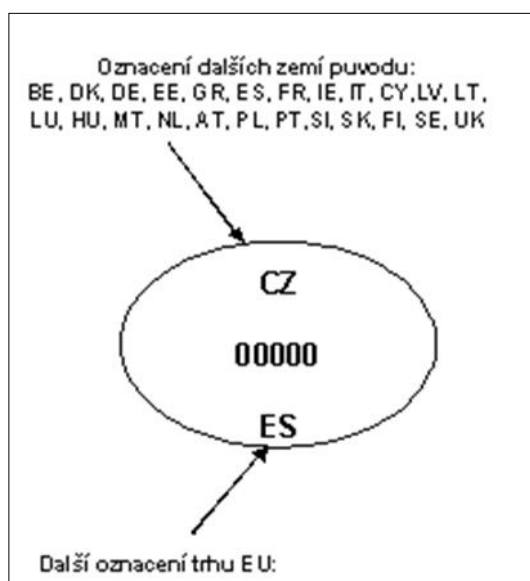 Oznacení dalších zemí puvodu:
BE, DK, DE, EE, GR, ES, FR, IE, IT, CY, LV, LT,
LU, HU, MT, NL, AT, PL, PT, SI, SK, FI, SE, UK
CZ
00000
ES
Další oznacení trhu EU: